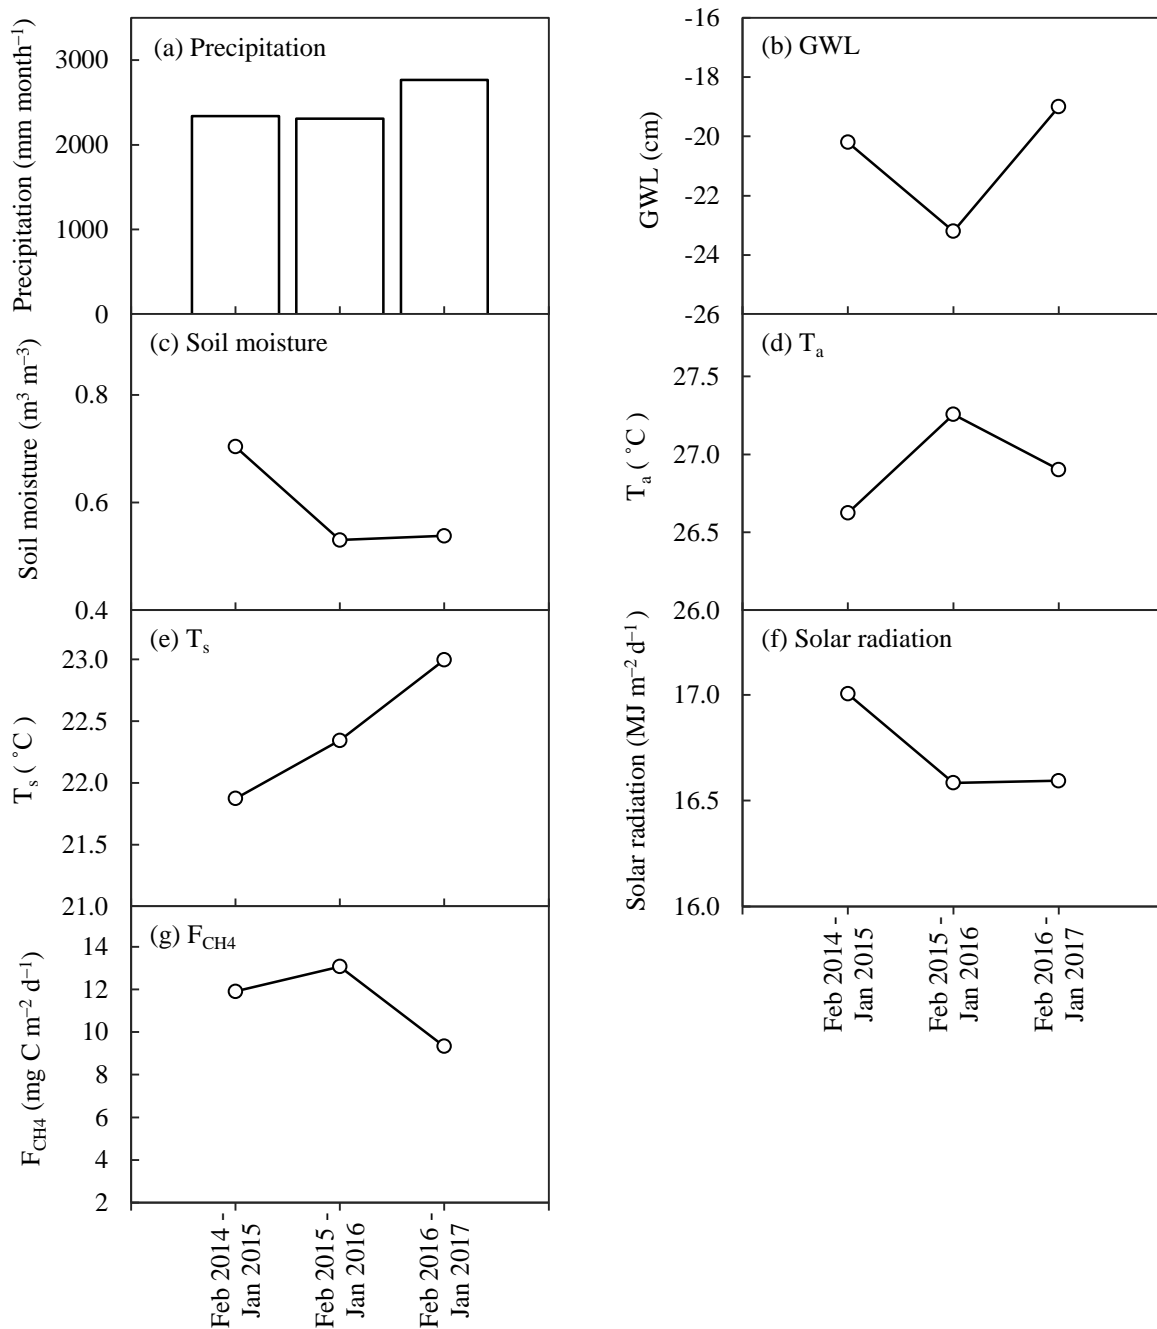 (a) Precipitation
Precipitation (mm month⁻¹)
3000
2000
1000
0
(b) GWL
GWL (cm)
-16
-18
-20
-22
-24
-26
(c) Soil moisture
Soil moisture (m³ m⁻³)
0.8
0.6
0.4
(d) Tₐ
Tₐ ( ˚C)
27.5
27.0
26.5
26.0
(e) Tₛ
Tₛ ( ˚C)
23.0
22.5
22.0
21.5
21.0
(f) Solar radiation
Solar radiation (MJ m⁻² d⁻¹)
17.0
16.5
16.0
Feb 2014 -
Jan 2015
Feb 2015 -
Jan 2016
Feb 2016 -
Jan 2017
(g) F_CH4
F_CH4 (mg C m⁻² d⁻¹)
14
12
10
8
6
4
2
Feb 2014 -
Jan 2015
Feb 2015 -
Jan 2016
Feb 2016 -
Jan 2017